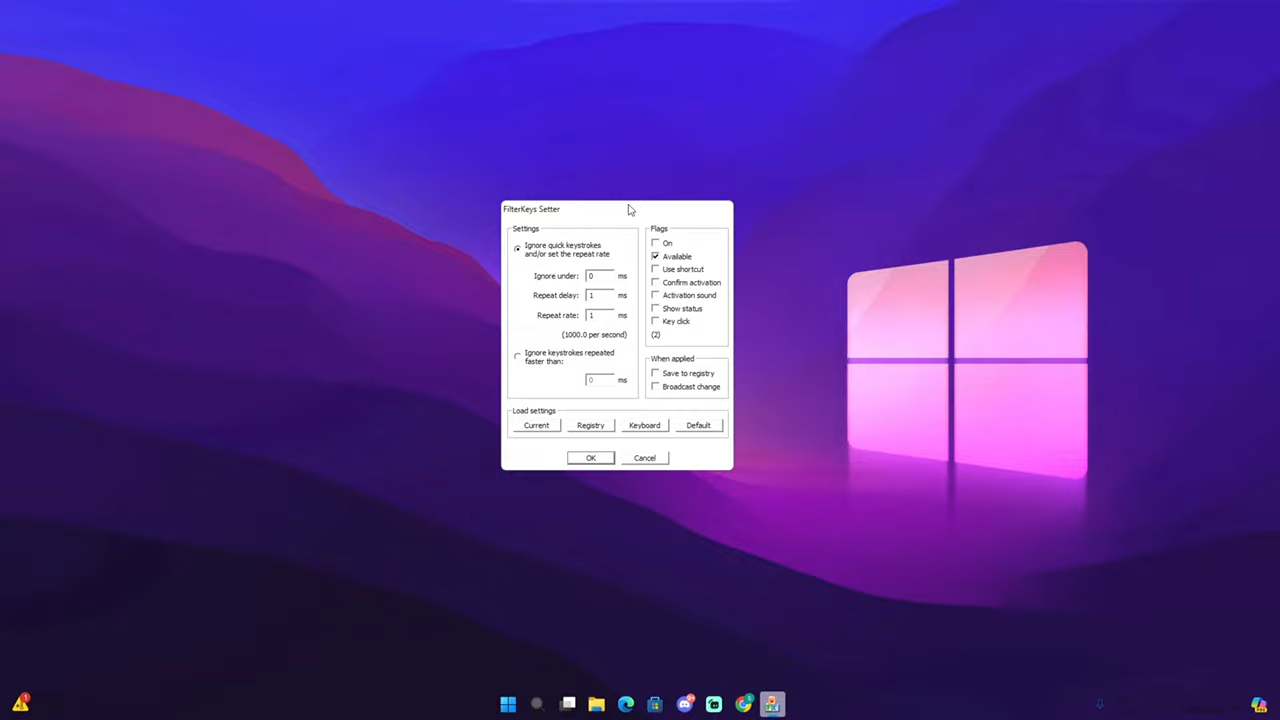 FilterKeys Setter
Settings
Ignore quick keystrokes
and/or set the repeat rate
Ignore under: 0 ms
Repeat delay: 1 ms
Repeat rate: 1 ms
(1000.0 per second)
Ignore keystrokes repeated
faster than:
0 ms
Flags
On
Available
Use shortcut
Confirm activation
Activation sound
Show status
Key click
(2)
When applied
Save to registry
Broadcast change
Load settings
Current Registry Keyboard Default
OK Cancel
1